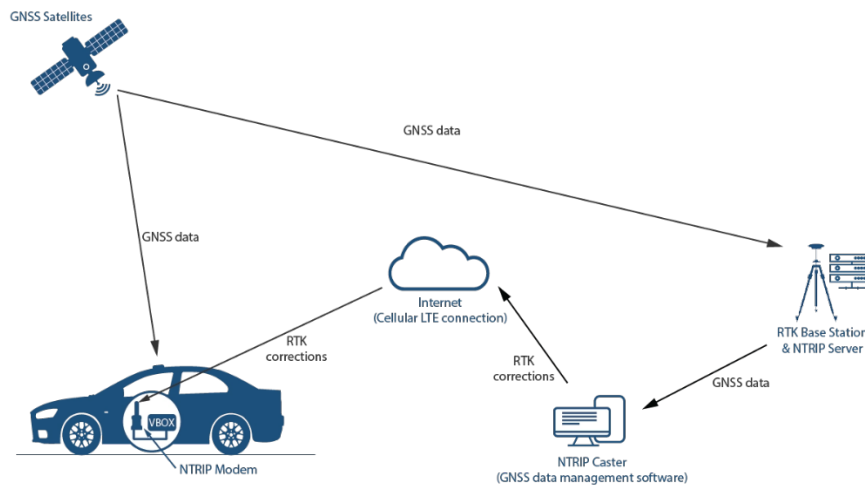 GNSS Satellites
GNSS data
GNSS data
Internet
(Cellular LTE connection)
RTK Base Station
& NTRIP Server
RTK
corrections
RTK
corrections
GNSS data
VBOX
NTRIP Modem
NTRIP Caster
(GNSS data management software)